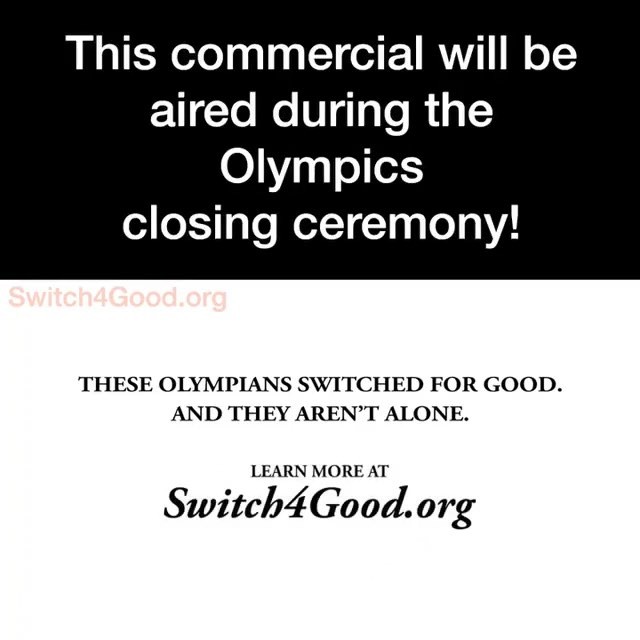 This commercial will be
aired during the
Olympics
closing ceremony!
Switch4Good.org
THESE OLYMPIANS SWITCHED FOR GOOD.
AND THEY AREN'T ALONE.
LEARN MORE AT
Switch4Good.org